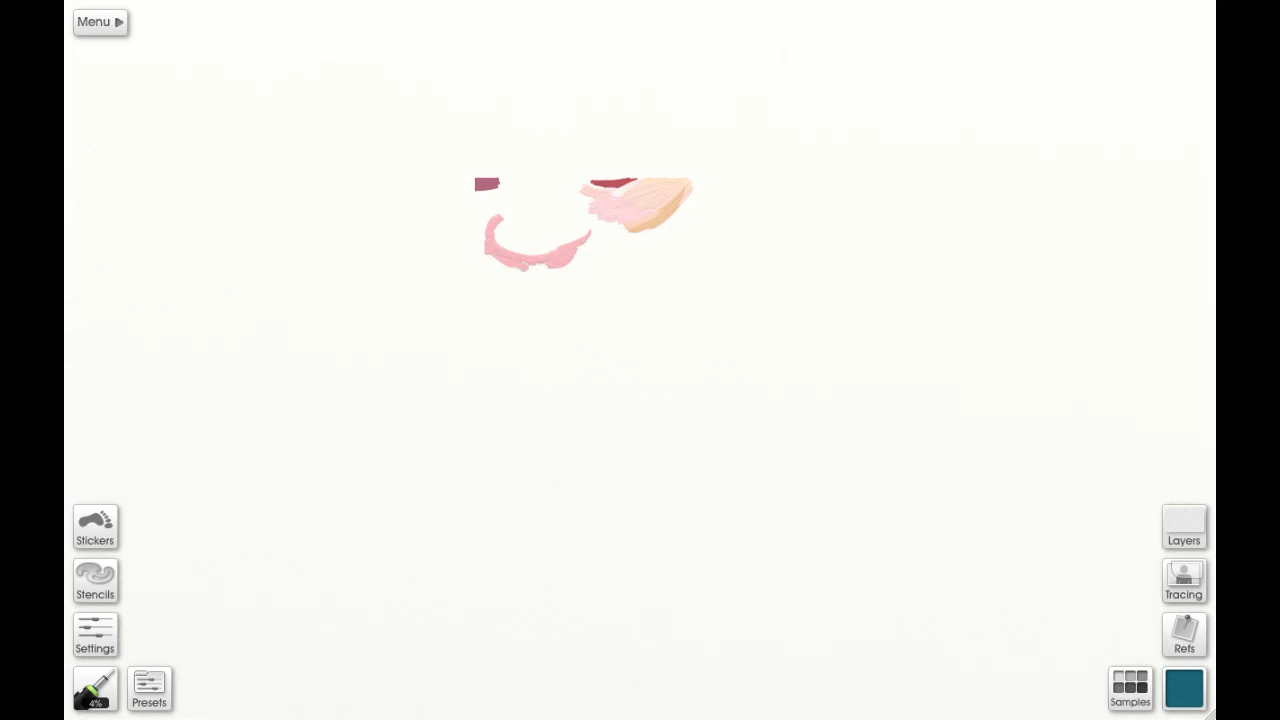 Menu
Stickers
Stencils
Settings
4%
Presets
Layers
Tracing
Refs
Samples